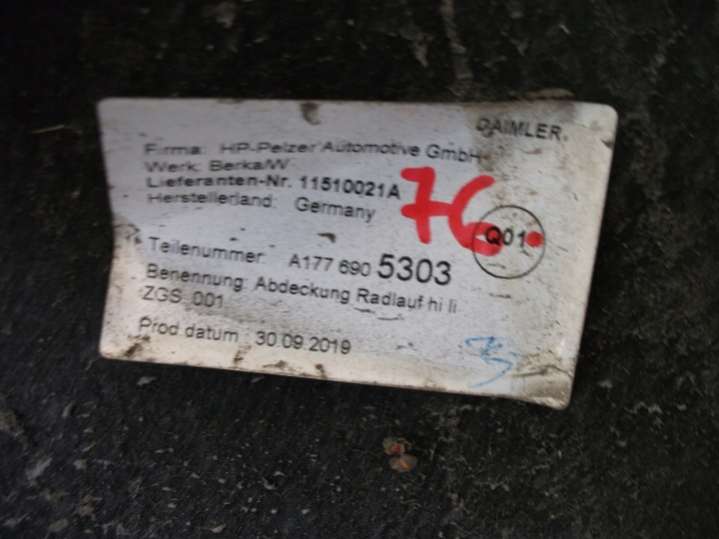 DAIMLER
Firma: HP-Pelzer Automotive GmbH
Werk: Berka/W
Lieferanten-Nr. 11510021A
Herstellerland: Germany
76
Q01
Teilenummer: A177 690 5303
Benennung: Abdeckung Radlauf hi li
ZGS 001
Prod datum : 30.09.2019